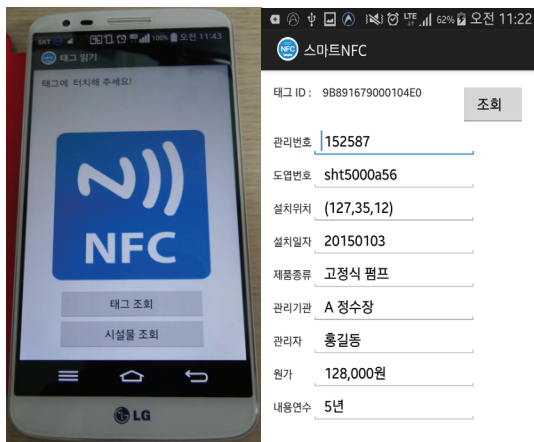 SKT 100% 오전 11:43
태그 읽기
태그에 터치해 주세요!
NFC
태그 조회
시설물 조회
LG
LTE 62% 오전 11:22
NFC 스마트NFC
태그 ID : 9B891679000104E0
조회
관리번호 152587
도엽번호 sht5000a56
설치위치 (127,35,12)
설치일자 20150103
제품종류 고정식 펌프
관리기관 A 정수장
관리자 홍길동
원가 128,000원
내용연수 5년